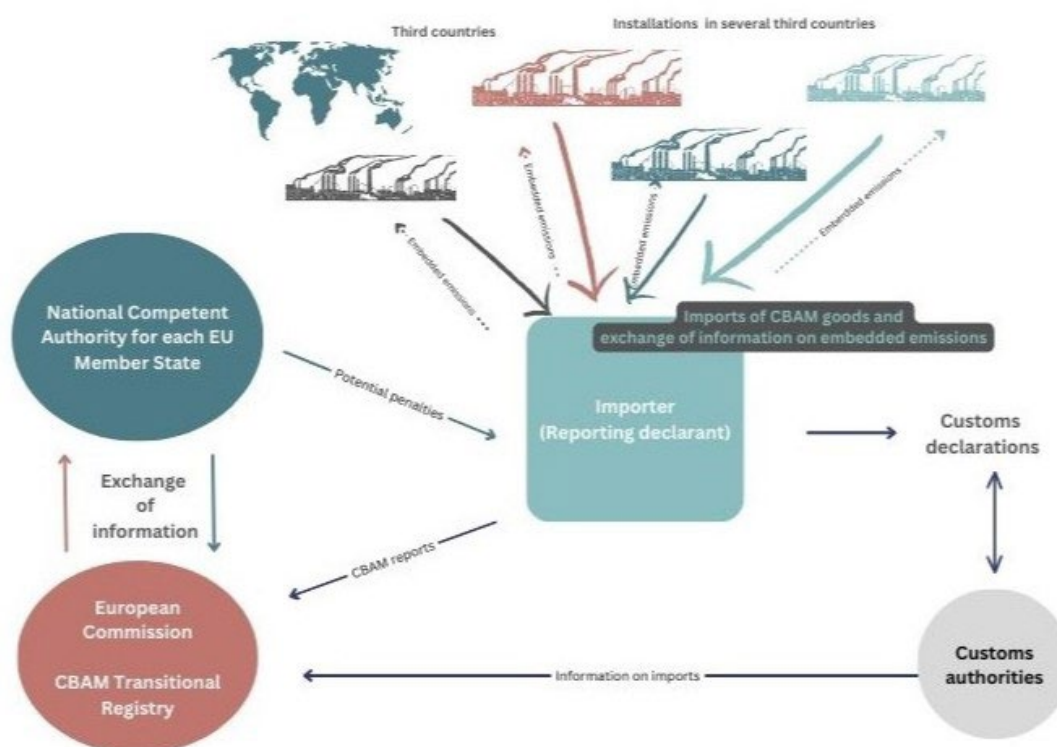 Third countries
Installations in several third countries
Embedded emissions
Embedded emissions
mbedded emissions
Embedded emissions
National Competent
Authority for each EU
Member State
Imports of CBAM goods and
exchange of information on embedded emissions
Potential penalties
Importer
(Reporting declarant)
Customs
declarations
Exchange
of
information
CBAM reports
European
Commission
CBAM Transitional
Registry
Information on imports
Customs
authorities